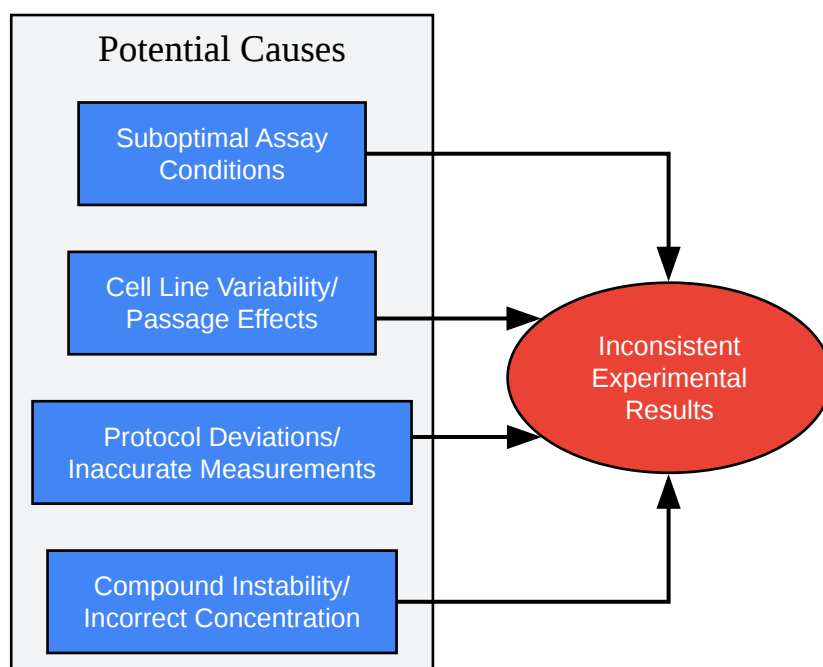 Potential Causes
Suboptimal Assay
Conditions
Cell Line Variability/
Passage Effects
Protocol Deviations/
Inaccurate Measurements
Compound Instability/
Incorrect Concentration
Inconsistent
Experimental
Results